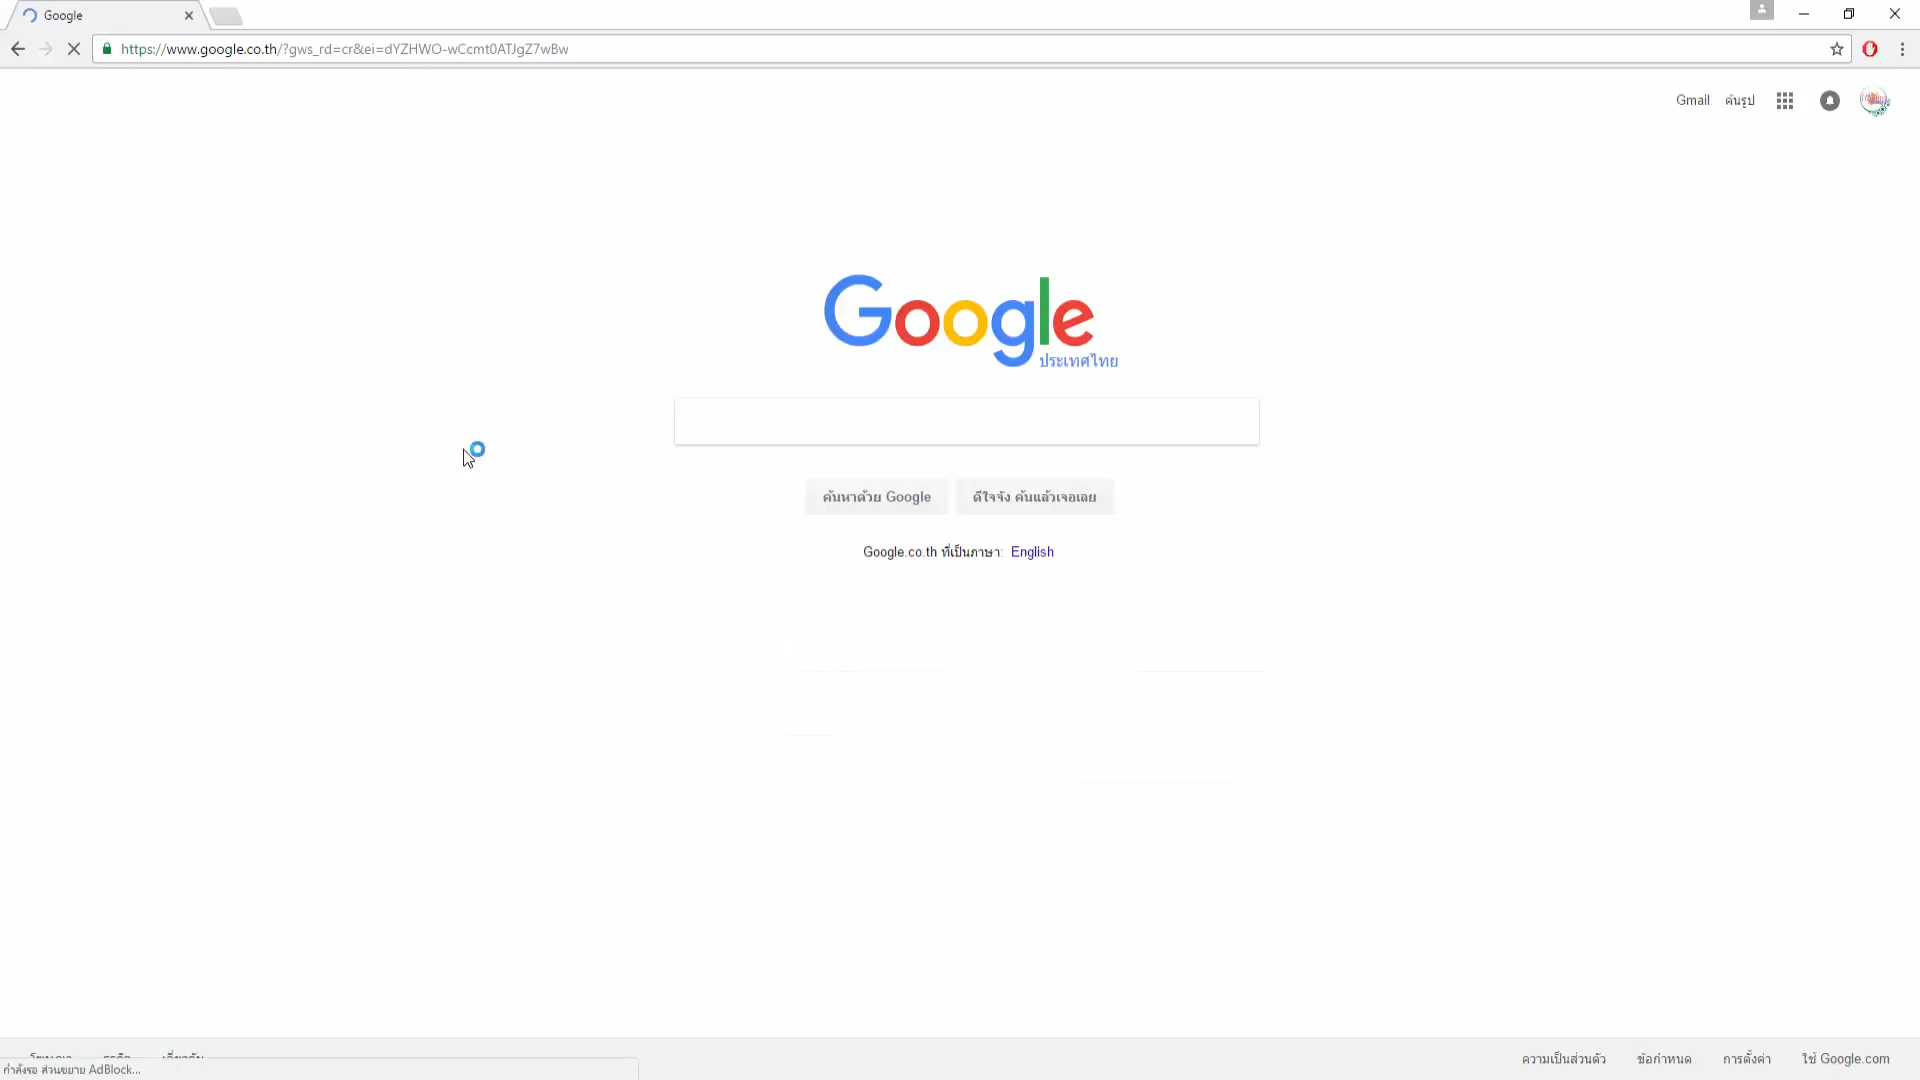 Google
https://www.google.co.th/?gws_rd=cr&ei=dYZHWO-wCcmt0ATJgZ7wBw
Gmail ค้นรูป
Google
ประเทศไทย
ค้นหาด้วย Google ดีใจจัง ค้นแล้วเจอเลย
Google.co.th ที่เป็นภาษา: English
ความเป็นส่วนตัว ข้อกำหนด การตั้งค่า ใช้ Google.com
กำลังรอ ส่วนขยาย AdBlock...